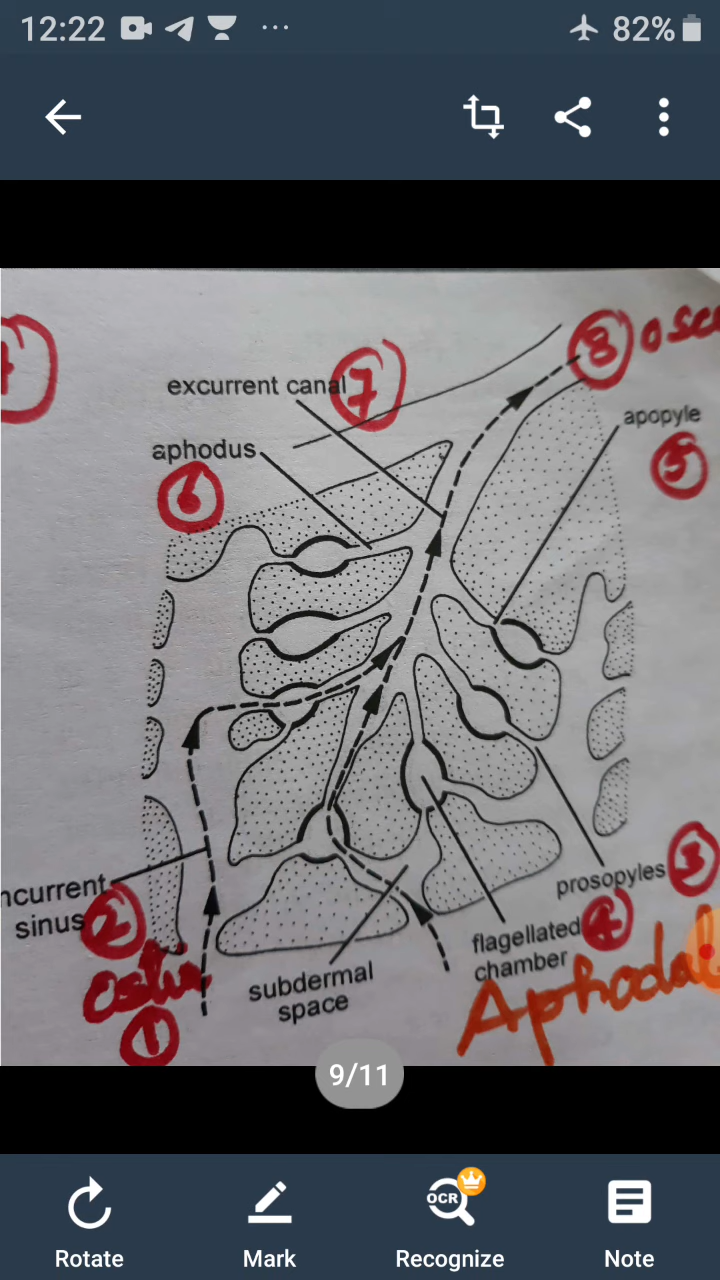 12:22 ... 82%
8
7
excurrent canal
apopyle
aphodus
5
6
prosopyles 3
ncurrent
sinus 2
flagellated 4
chamber
subdermal
space
1
Aphodal
9/11
Rotate Mark OCR Recognize Note